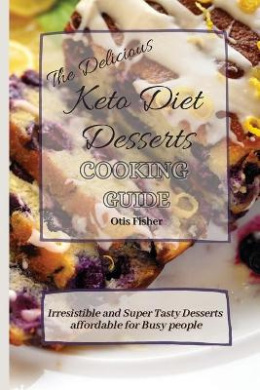 The Delicious
Keto Diet
Desserts
COOKING
GUIDE
Otis Fisher
Irresistible and Super Tasty Desserts
affordable for Busy people